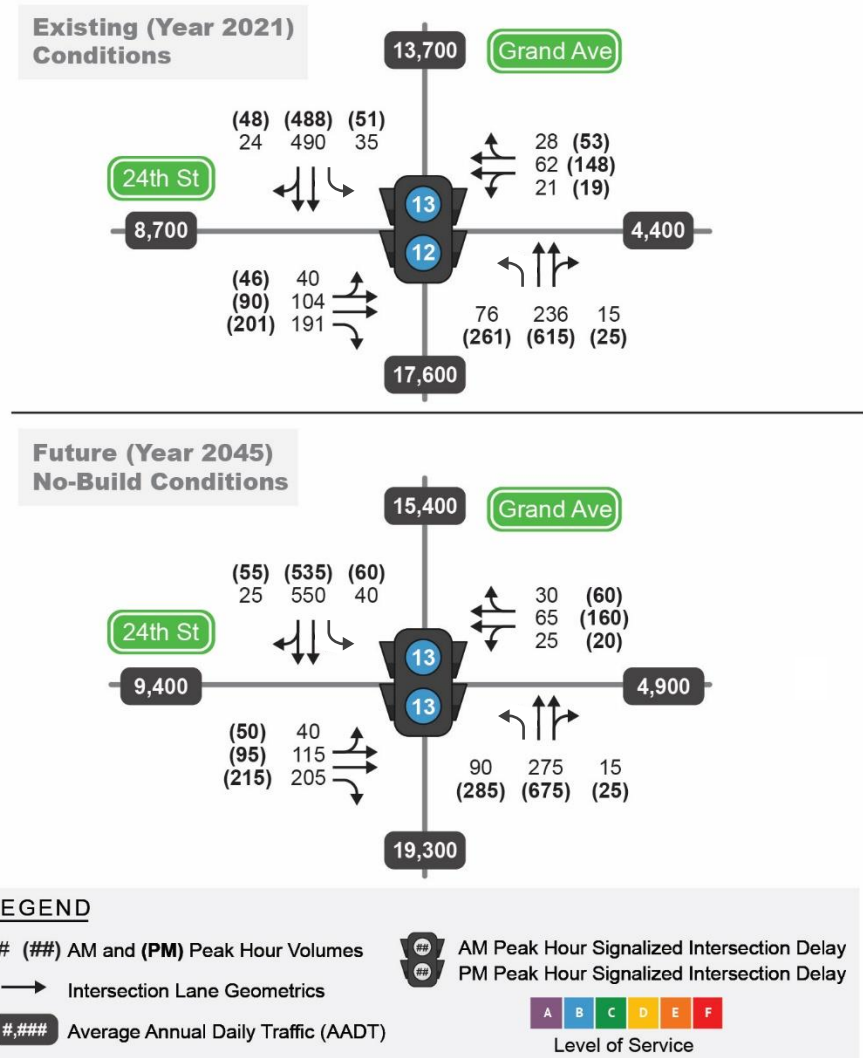 Existing (Year 2021)
Conditions
13,700
Grand Ave
(48) (488) (51)
24 490 35
28 (53)
62 (148)
21 (19)
24th St
13
8,700
12
4,400
(46) 40
(90) 104
(201) 191
76 236 15
(261) (615) (25)
17,600
Future (Year 2045)
No-Build Conditions
15,400
Grand Ave
(55) (535) (60)
25 550 40
30 (60)
65 (160)
25 (20)
24th St
13
9,400
13
4,900
(50) 40
(95) 115
(215) 205
90 275 15
(285) (675) (25)
19,300
EGEND
# (##) AM and (PM) Peak Hour Volumes
Intersection Lane Geometrics
#,### Average Annual Daily Traffic (AADT)
## AM Peak Hour Signalized Intersection Delay
## PM Peak Hour Signalized Intersection Delay
A B C D E F
Level of Service